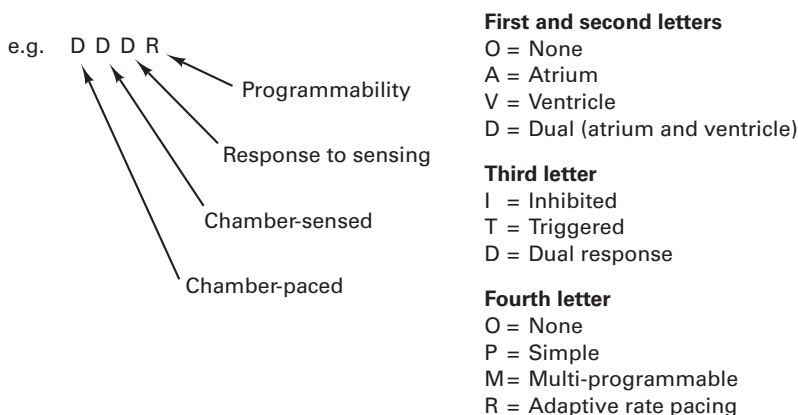 e.g. D D D R
Programmability
Response to sensing
Chamber-sensed
Chamber-paced
First and second letters
O = None
A = Atrium
V = Ventricle
D = Dual (atrium and ventricle)
Third letter
I = Inhibited
T = Triggered
D = Dual response
Fourth letter
O = None
P = Simple
M = Multi-programmable
R = Adaptive rate pacing